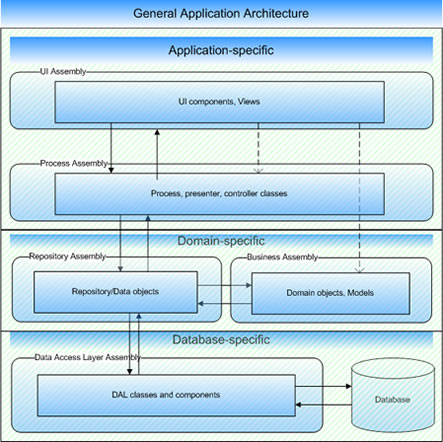 General Application Architecture
Application-specific
UI Assembly
UI components, Views
Process Assembly
Process, presenter, controller classes
Domain-specific
Repository Assembly
Business Assembly
Repository/Data objects
Domain objects, Models
Database-specific
Data Access Layer Assembly
DAL classes and components
Database